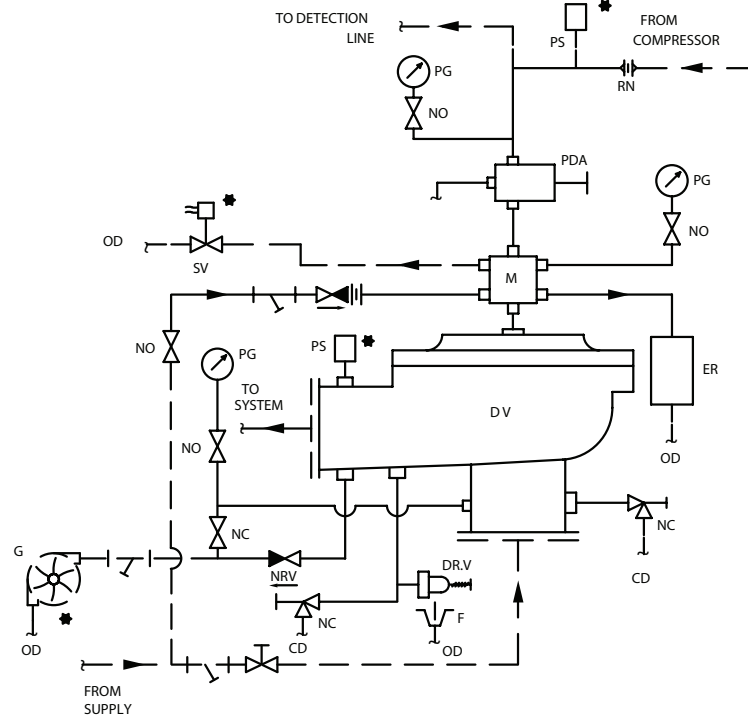 TO DETECTION
LINE
PS
FROM
COMPRESSOR
PG
RN
NO
PDA
PG
NO
OD
SV
M
NO
PG
PS
TO
SYSTEM
DV
ER
NO
OD
NC
NC
G
NRV
DR.V
CD
NC
F
OD
CD
OD
FROM
SUPPLY